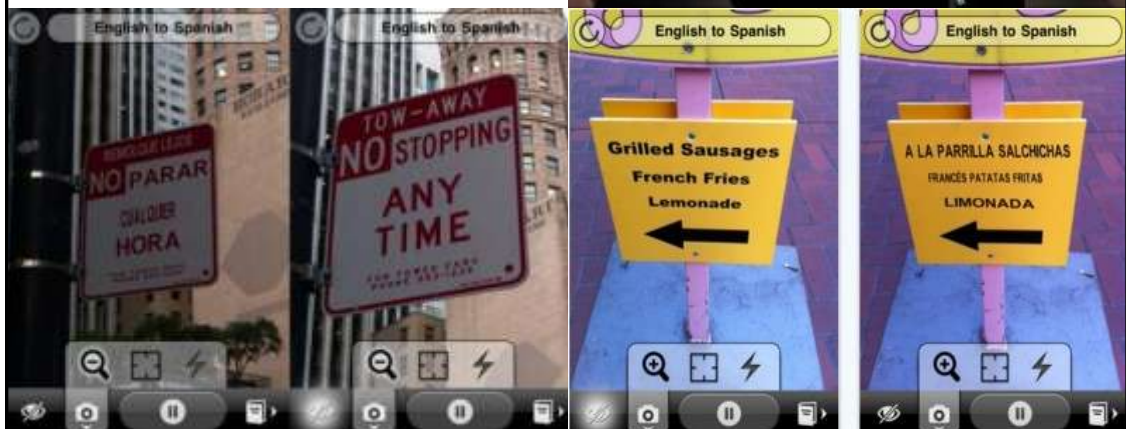 English to Spanish
REMOLQUE LEJOS
NO PARAR
CUALQUIER
HORA
English to Spanish
TOW-AWAY
NO STOPPING
ANY
TIME
English to Spanish
Grilled Sausages
French Fries
Lemonade
English to Spanish
A LA PARRILLA SALCHICHAS
FRANCÉS PATATAS FRITAS
LIMONADA